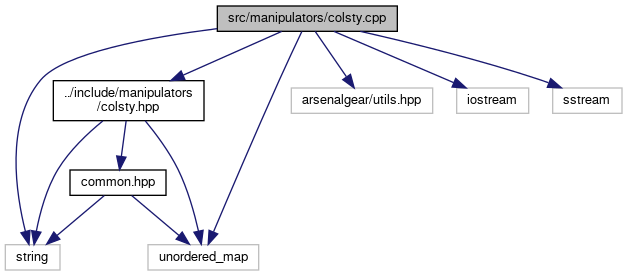 src/manipulators/colsty.cpp
../include/manipulators
/colsty.hpp
arsenalgear/utils.hpp
iostream
sstream
common.hpp
string
unordered_map